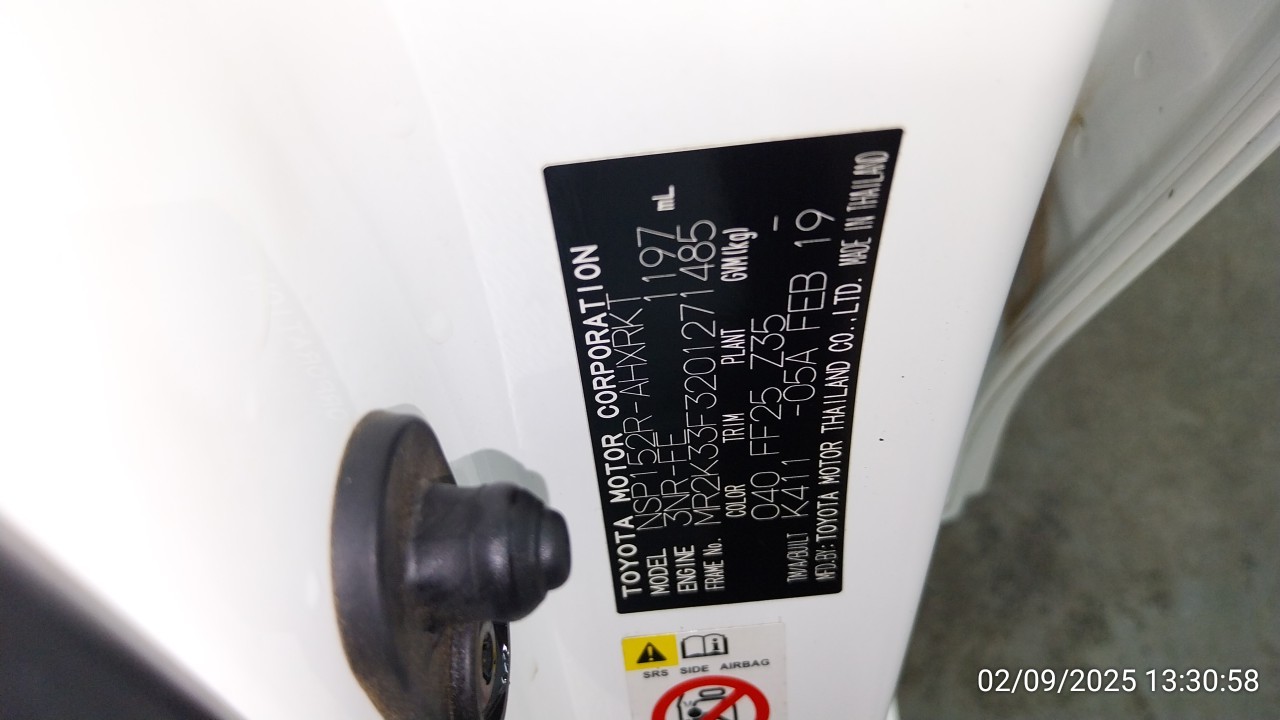 TOYOTA MOTOR CORPORATION
MODEL NSP152R-AHXRKT
ENGINE 3NR-FE 1197 mL
FRAME No. MR2K33F3201271485
COLOR TRIM PLANT GVM(kg)
040 FF25 Z35 -
TM/A/BUILT K411 -05A FEB 19
MFD.BY:TOYOTA MOTOR THAILAND CO.,LTD. MADE IN THAILAND
SRS SIDE AIRBAG
02/09/2025 13:30:58